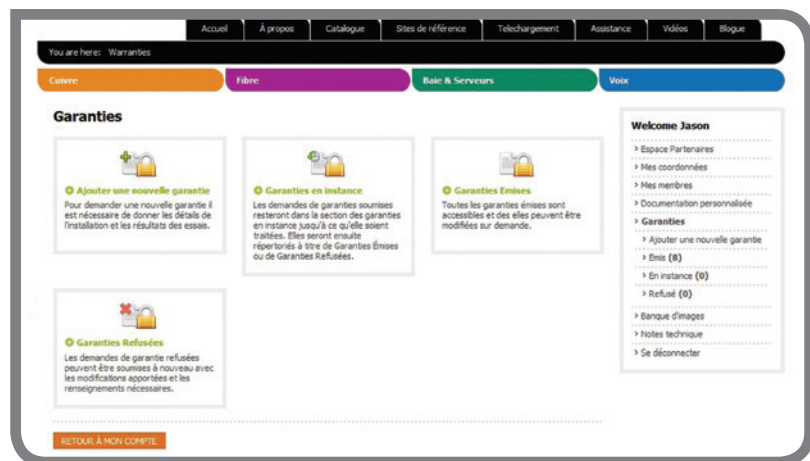 Accueil À propos Catalogue Sites de référence Telechargement Assistance Vidéos Blogue
You are here: Warranties
Cuivre Fibre Baie & Serveurs Voix
Garanties
Ajouter une nouvelle garantie
Pour demander une nouvelle garantie il
est nécessaire de donner les détails de
l'installation et les résultats des essais.
Garanties en instance
Les demandes de garanties soumises
resteront dans la section des garanties
en instance jusqu'à ce qu'elle soient
traitées. Elles seront ensuite
répertoriés à titre de Garanties Émises
ou de Garanties Refusées.
Garanties Emises
Toutes les garanties émises sont
accessibles et des elles peuvent être
modifiées sur demande.
Garanties Refusées
Les demandes de garantie refusées
peuvent être soumises à nouveau avec
les modifications apportées et les
renseignements nécessaires.
RETOUR À MON COMPTE
Welcome Jason
Espace Partenaires
Mes coordonnées
Mes membres
Documentation personnalisée
Garanties
Ajouter une nouvelle garantie
Emis (8)
En instance (0)
Refusé (0)
Banque d'images
Notes technique
Se déconnecter